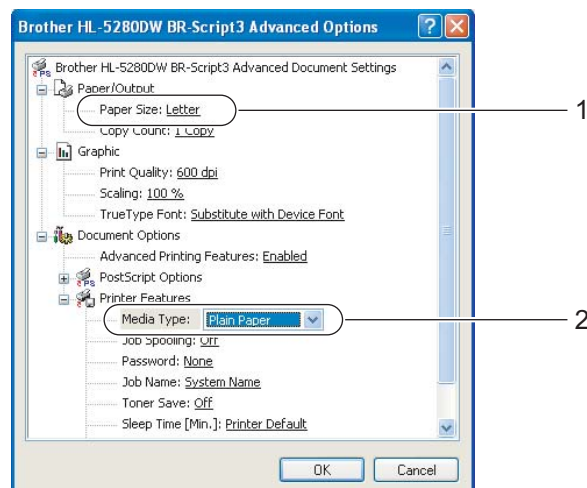 Brother HL-5280DW BR-Script3 Advanced Options
Brother HL-5280DW BR-Script3 Advanced Document Settings
Paper/Output
Paper Size: Letter
1
Copy Count: 1 Copy
Graphic
Print Quality: 600 dpi
Scaling: 100 %
TrueType Font: Substitute with Device Font
Document Options
Advanced Printing Features: Enabled
PostScript Options
Printer Features
Media Type: Plain Paper
2
Job Spooling: Off
Password: None
Job Name: System Name
Toner Save: Off
Sleep Time [Min.]: Printer Default
OK Cancel